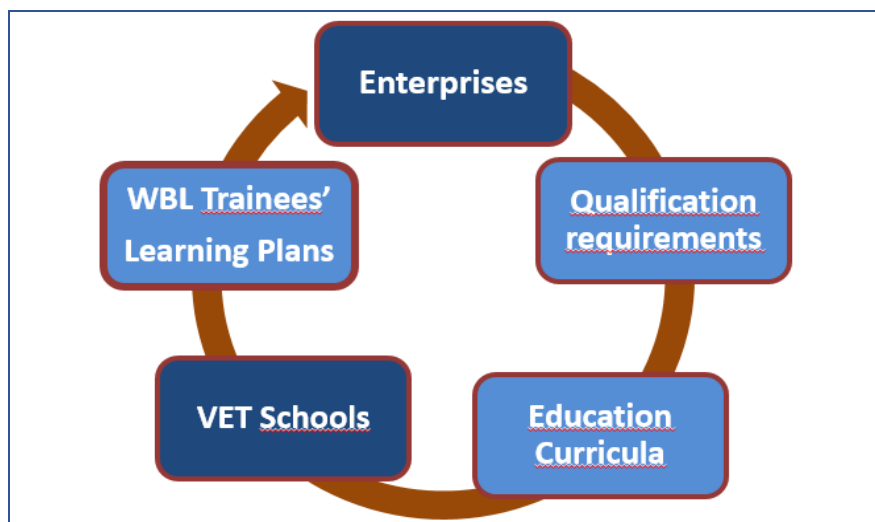 Enterprises
Qualification
requirements
Education
Curricula
VET Schools
WBL Trainees’
Learning Plans